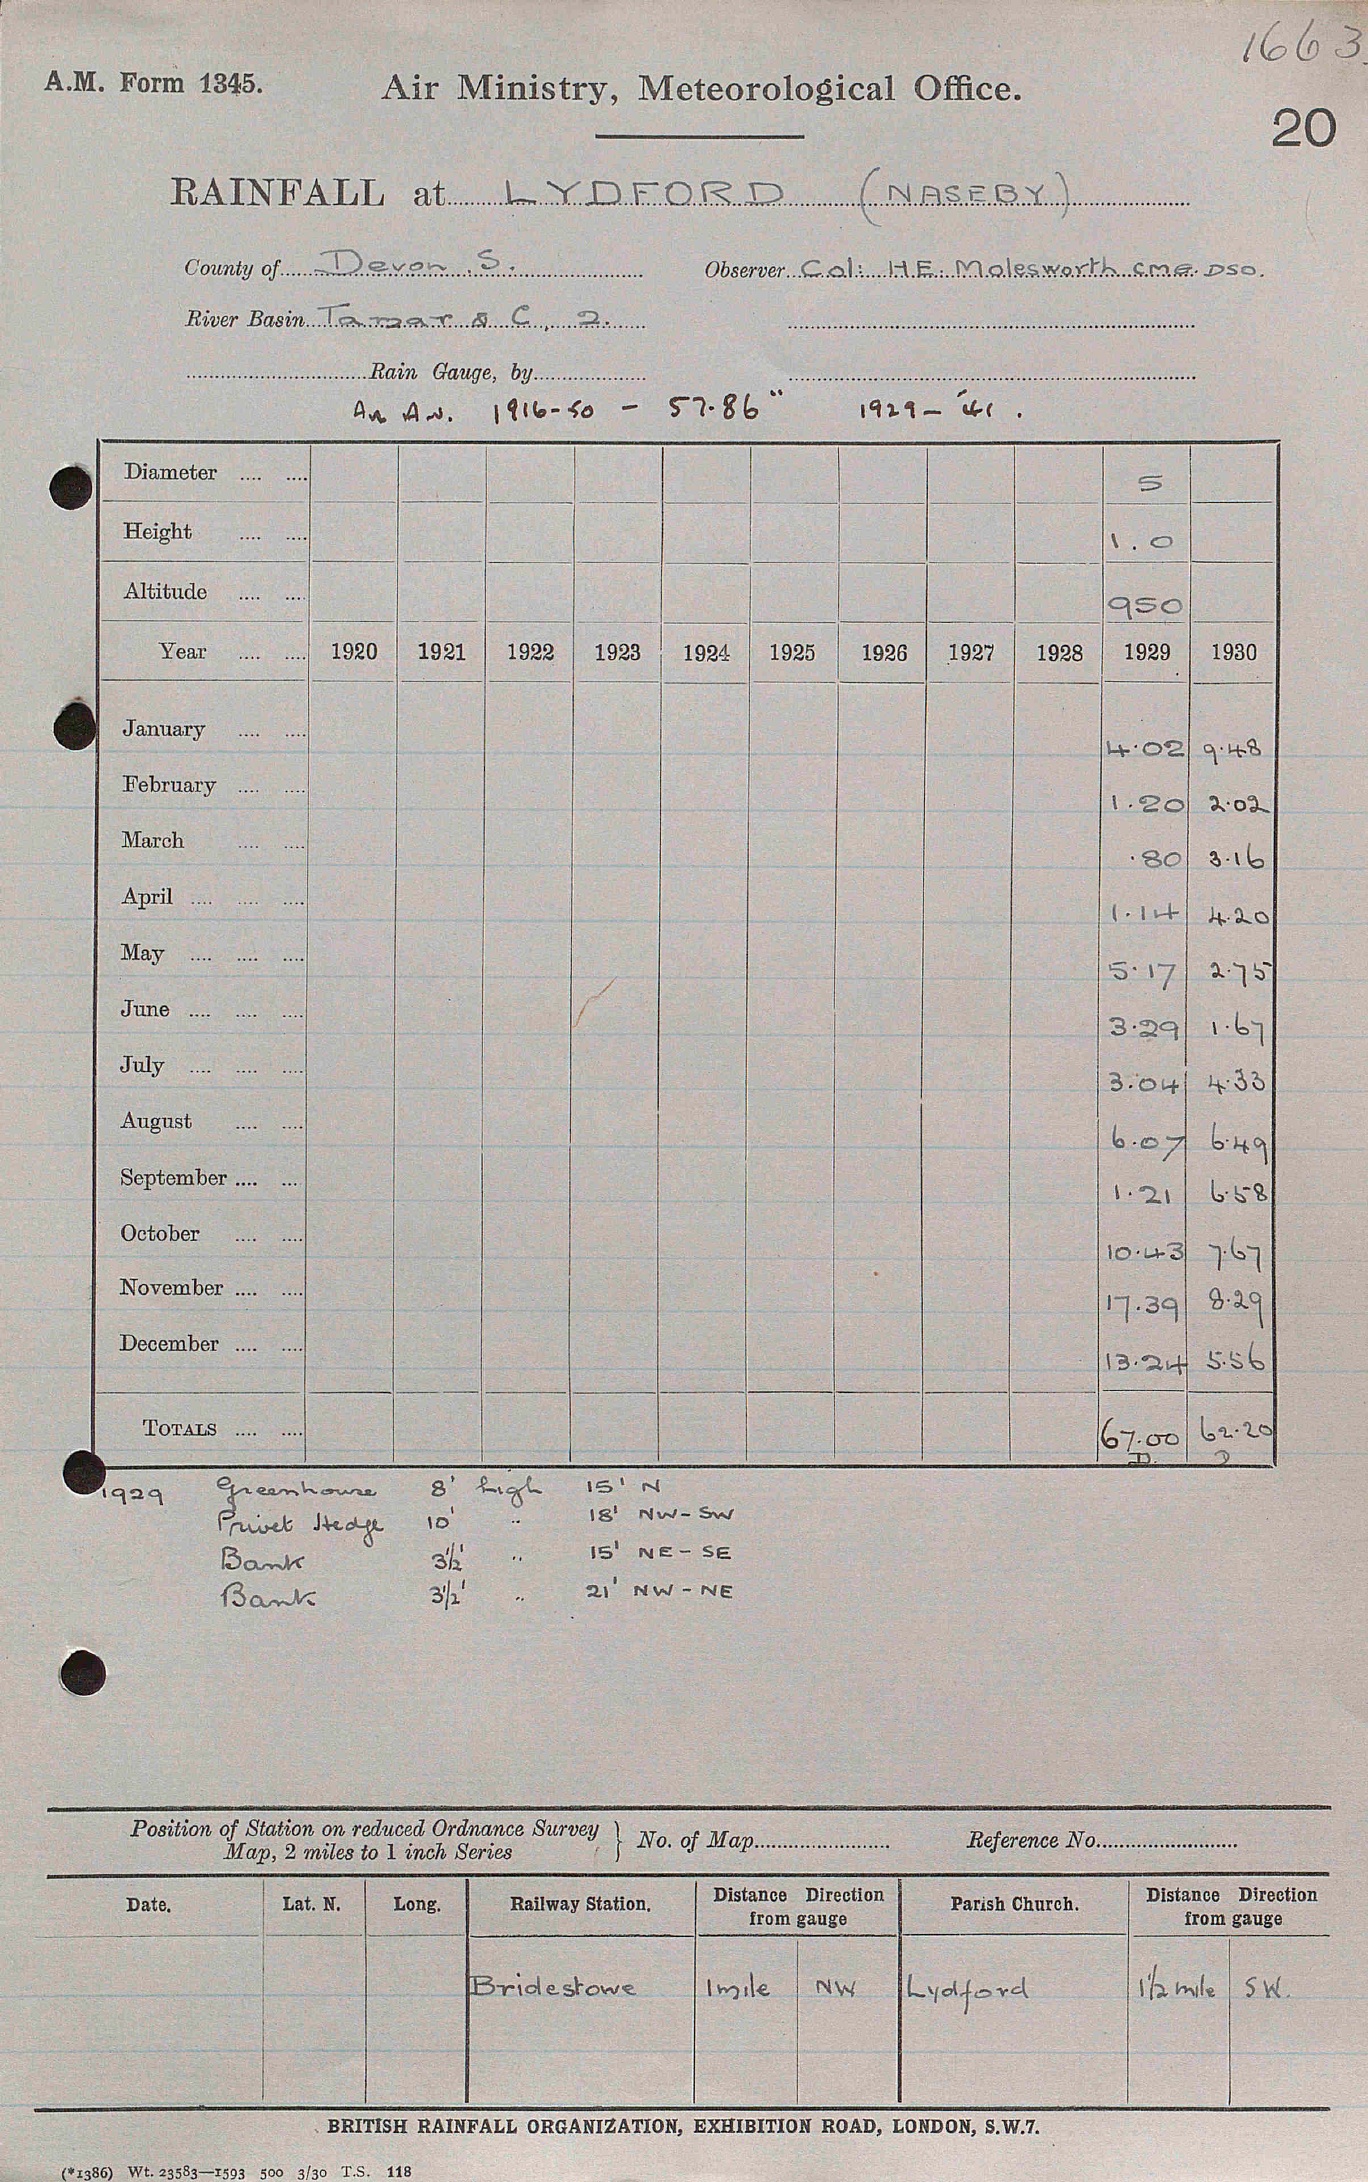 1663
A.M. Form 1345.
Air Ministry, Meteorological Office.
20
RAINFALL at LYDFORD (NASEBY)
County of Devon S. Observer Col: H.E. Molesworth CMG. DSO.
River Basin Tamar & C, 2.
Rain Gauge, by
An Av. 1916-50 - 57.86" 1929-'41.
Diameter .... .... 5
Height .... .... 1.0
Altitude .... .... 950
Year .... .... 1920 1921 1922 1923 1924 1925 1926 1927 1928 1929 1930
January .... .... 4.02 9.48
February .... .... 1.20 2.02
March .... .... .80 3.16
April .... .... .... 1.14 4.20
May .... .... .... 5.17 2.75
June .... .... .... 3.29 1.67
July .... .... .... 3.04 4.33
August .... .... 6.07 6.49
September .... ... 1.21 6.58
October .... .... 10.43 7.67
November .... .... 17.39 8.29
December .... .... 13.24 5.56
TOTALS .... .... 67.00 62.20
D.
1929 Greenhouse 8' high 15' N
Privet Hedge 10' " 18' NW-SW
Bank 3½' " 15' NE-SE
Bank 3½' " 21' NW-NE
Position of Station on reduced Ordnance Survey
Map, 2 miles to 1 inch Series } No. of Map Reference No.
Date. Lat. N. Long. Railway Station. Distance Direction from gauge Parish Church. Distance Direction from gauge
Bridestowe 1 mile NW Lydford 1½ mile SW.
BRITISH RAINFALL ORGANIZATION, EXHIBITION ROAD, LONDON, S.W.7.
(*1386) Wt. 23583—1593 500 3/30 T.S. 118